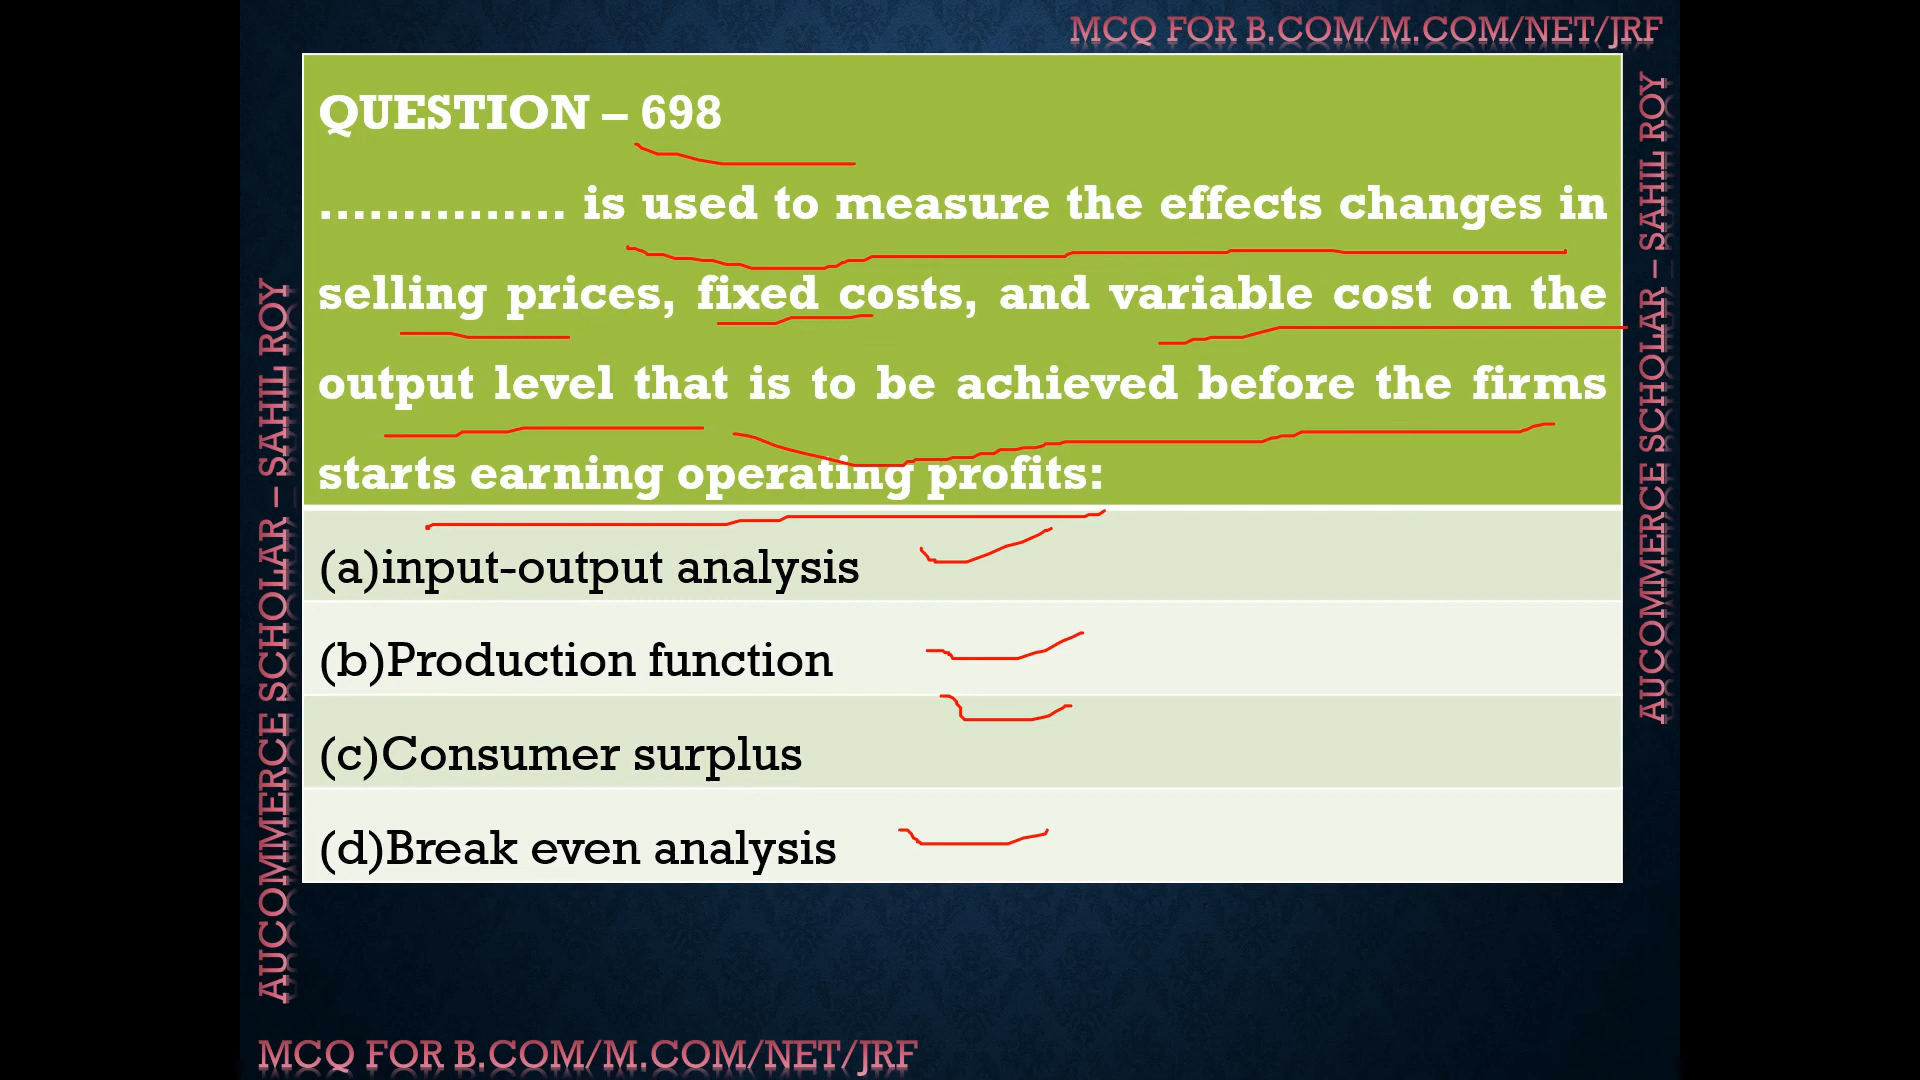 MCQ FOR B.COM/M.COM/NET/JRF
QUESTION – 698
............... is used to measure the effects changes in
selling prices, fixed costs, and variable cost on the
output level that is to be achieved before the firms
starts earning operating profits:
(a)input-output analysis
(b)Production function
(c)Consumer surplus
(d)Break even analysis
AUCOMMERCE SCHOLAR – SAHIL ROY
AUCOMMERCE SCHOLAR – SAHIL ROY
MCQ FOR B.COM/M.COM/NET/JRF